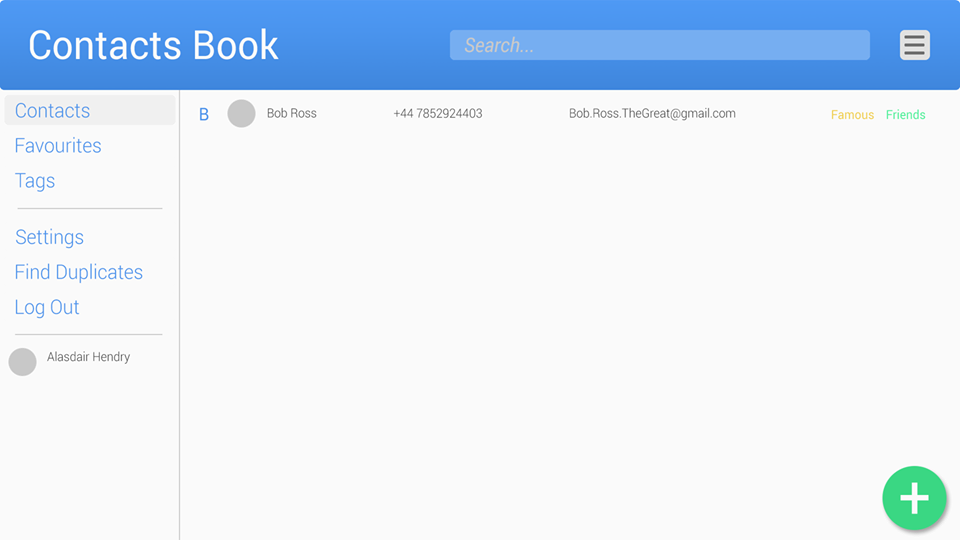 Contacts Book
Search...
Contacts
Favourites
Tags
Settings
Find Duplicates
Log Out
Alasdair Hendry
B Bob Ross +44 7852924403 Bob.Ross.TheGreat@gmail.com Famous Friends